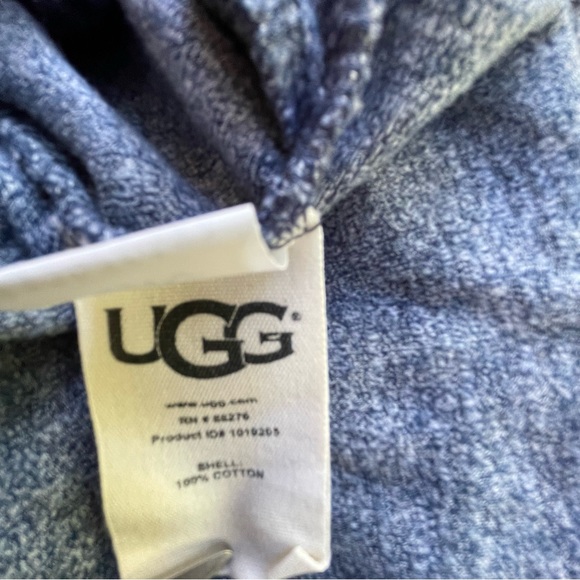 UGG®
www.ugg.com
RN # 88276
Product ID# 1019205
SHELL:
100% COTTON